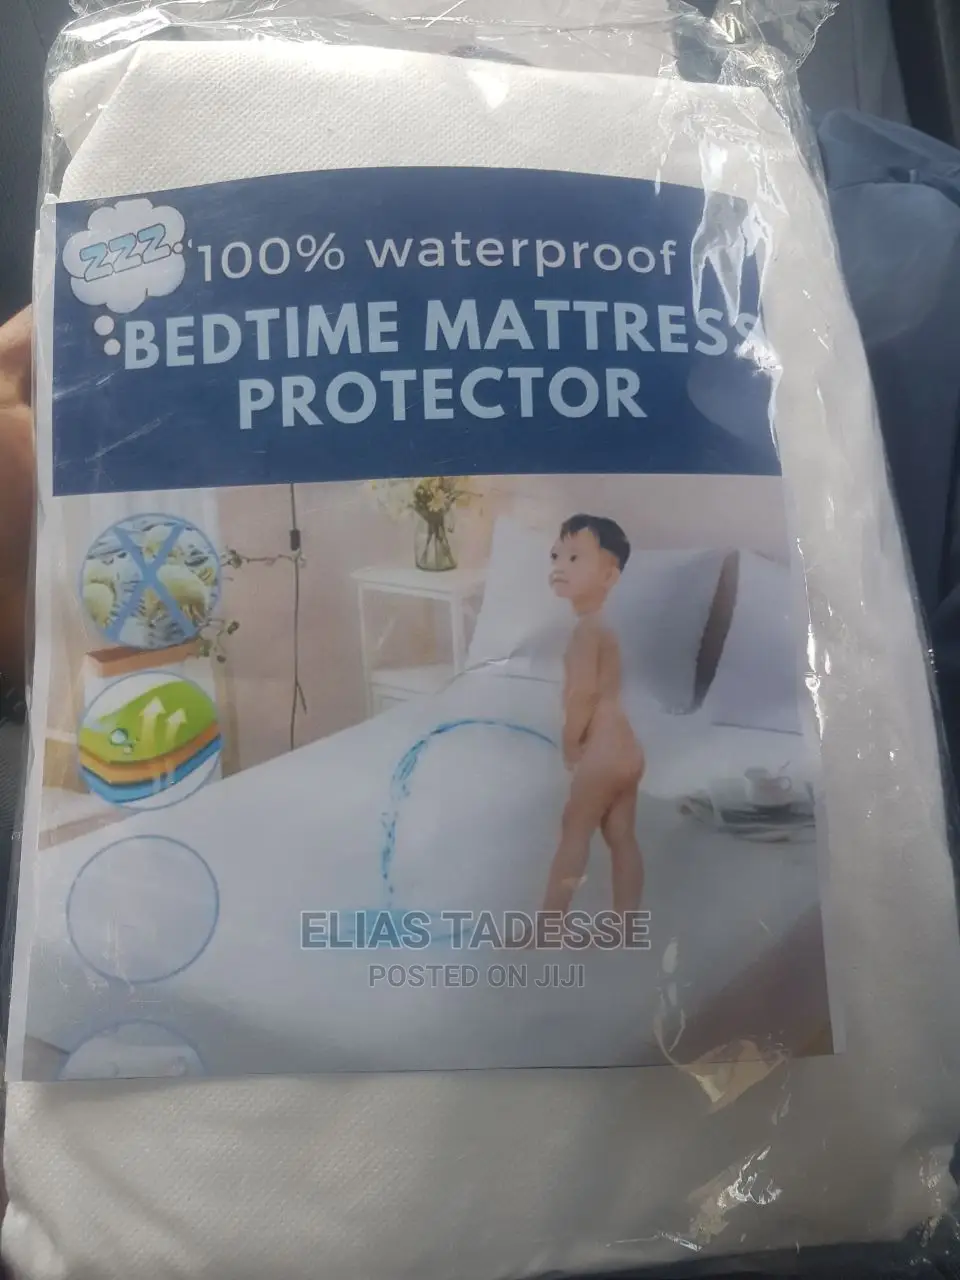 ZZZ.
100% waterproof
BEDTIME MATTRESS
PROTECTOR
ELIAS TADESSE
POSTED ON JIJI